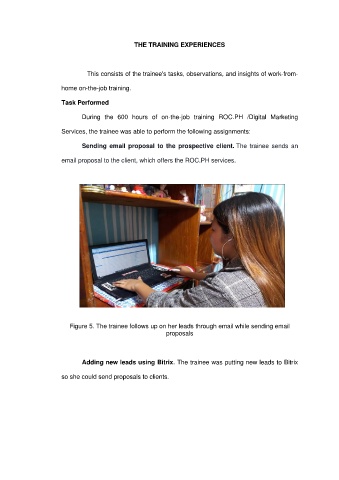 THE TRAINING EXPERIENCES
This consists of the trainee's tasks, observations, and insights of work-from-
home on-the-job training.
Task Performed
During the 600 hours of on-the-job training ROC.PH /Digital Marketing
Services, the trainee was able to perform the following assignments:
Sending email proposal to the prospective client. The trainee sends an
email proposal to the client, which offers the ROC.PH services.
Figure 5. The trainee follows up on her leads through email while sending email
proposals
Adding new leads using Bitrix. The trainee was putting new leads to Bitrix
so she could send proposals to clients.